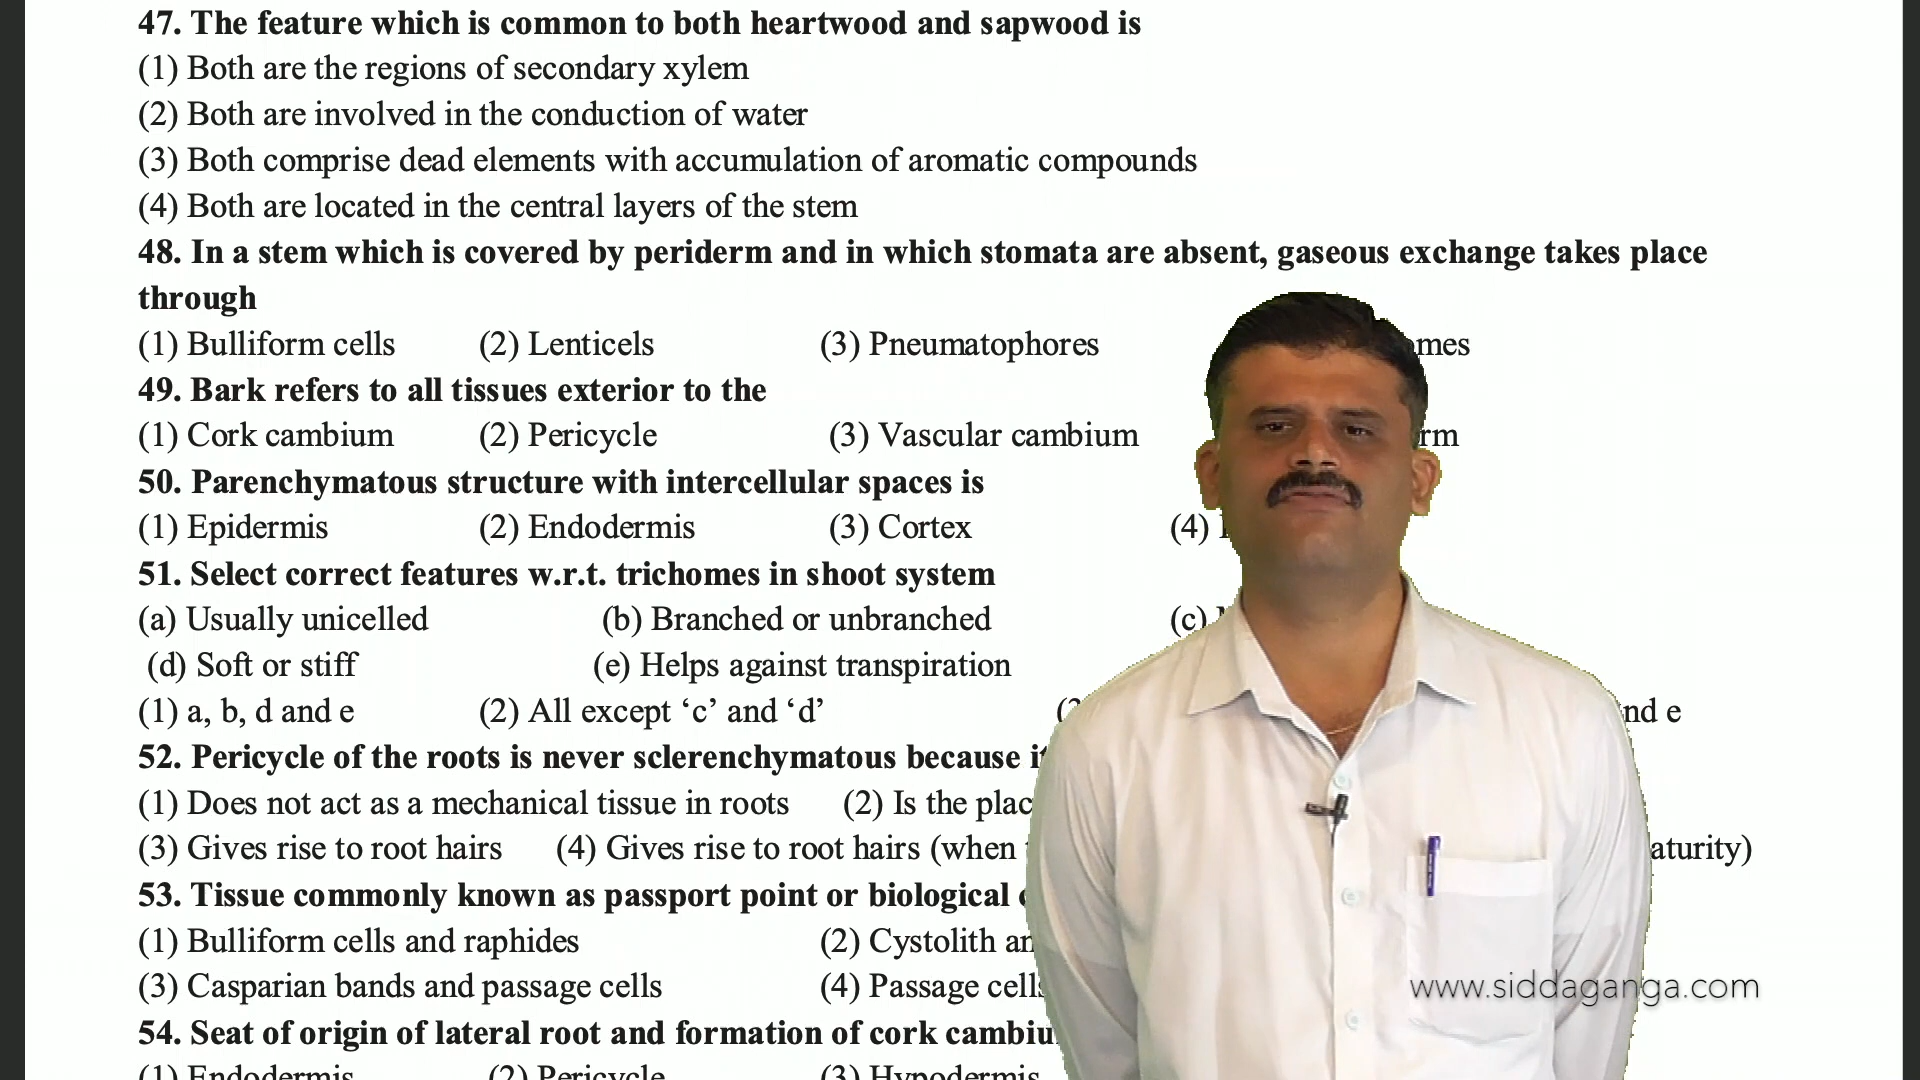 47. The feature which is common to both heartwood and sapwood is
(1) Both are the regions of secondary xylem
(2) Both are involved in the conduction of water
(3) Both comprise dead elements with accumulation of aromatic compounds
(4) Both are located in the central layers of the stem
48. In a stem which is covered by periderm and in which stomata are absent, gaseous exchange takes place
through
(1) Bulliform cells (2) Lenticels (3) Pneumatophores
49. Bark refers to all tissues exterior to the
(1) Cork cambium (2) Pericycle (3) Vascular cambium
50. Parenchymatous structure with intercellular spaces is
(1) Epidermis (2) Endodermis (3) Cortex (4)
51. Select correct features w.r.t. trichomes in shoot system
(a) Usually unicelled (b) Branched or unbranched (c)
(d) Soft or stiff (e) Helps against transpiration
(1) a, b, d and e (2) All except ‘c’ and ‘d’ e
52. Pericycle of the roots is never sclerenchymatous because
(1) Does not act as a mechanical tissue in roots (2) Is the
(3) Gives rise to root hairs (4) Gives rise to root hairs (when
53. Tissue commonly known as passport point or biological
(1) Bulliform cells and raphides (2) Cystolith
(3) Casparian bands and passage cells (4) Passage cells
www.siddaganga.com
54. Seat of origin of lateral root and formation of cork
(1) Endodermis (2) Pericycle (3) Hypodermis